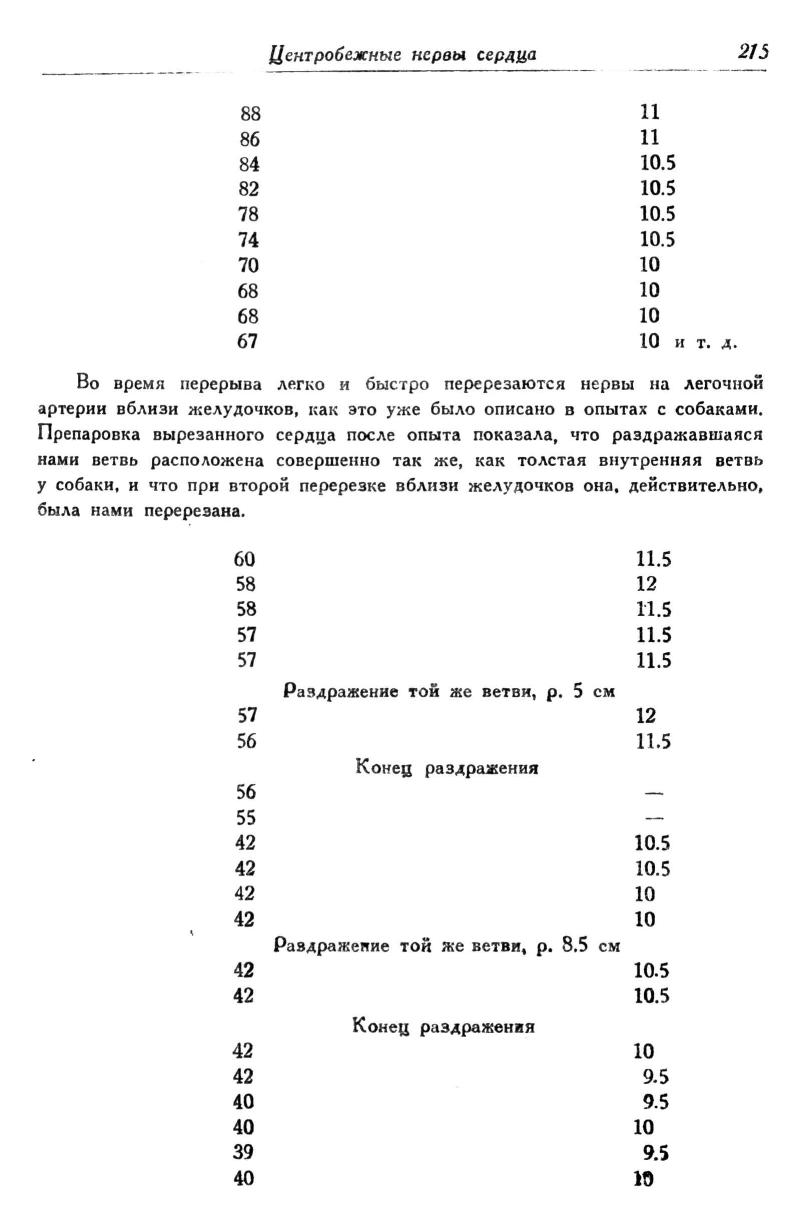 Центробежные нервы сердца 215
88 11
86 11
84 10.5
82 10.5
78 10.5
74 10.5
70 10
68 10
68 10
67 10 и т. д.
Во время перерыва легко и быстро перерезаются нервы на легочной
артерии вблизи желудочков, как это уже было описано в опытах с собаками.
Препаровка вырезанного сердца после опыта показала, что раздражавшаяся
нами ветвь расположена совершенно так же, как толстая внутренняя ветвь
у собаки, и что при второй перерезке вблизи желудочков она, действительно,
была нами перерезана.
60 11.5
58 12
58 11.5
57 11.5
57 11.5
Раздражение той же ветви, р. 5 см
57 12
56 11.5
Конец раздражения
56 —
55 —
42 10.5
42 10.5
42 10
42 10
Раздражение той же ветви, р. 8.5 см
42 10.5
42 10.5
Конец раздражения
42 10
42 9.5
40 9.5
40 10
39 9.5
40 10